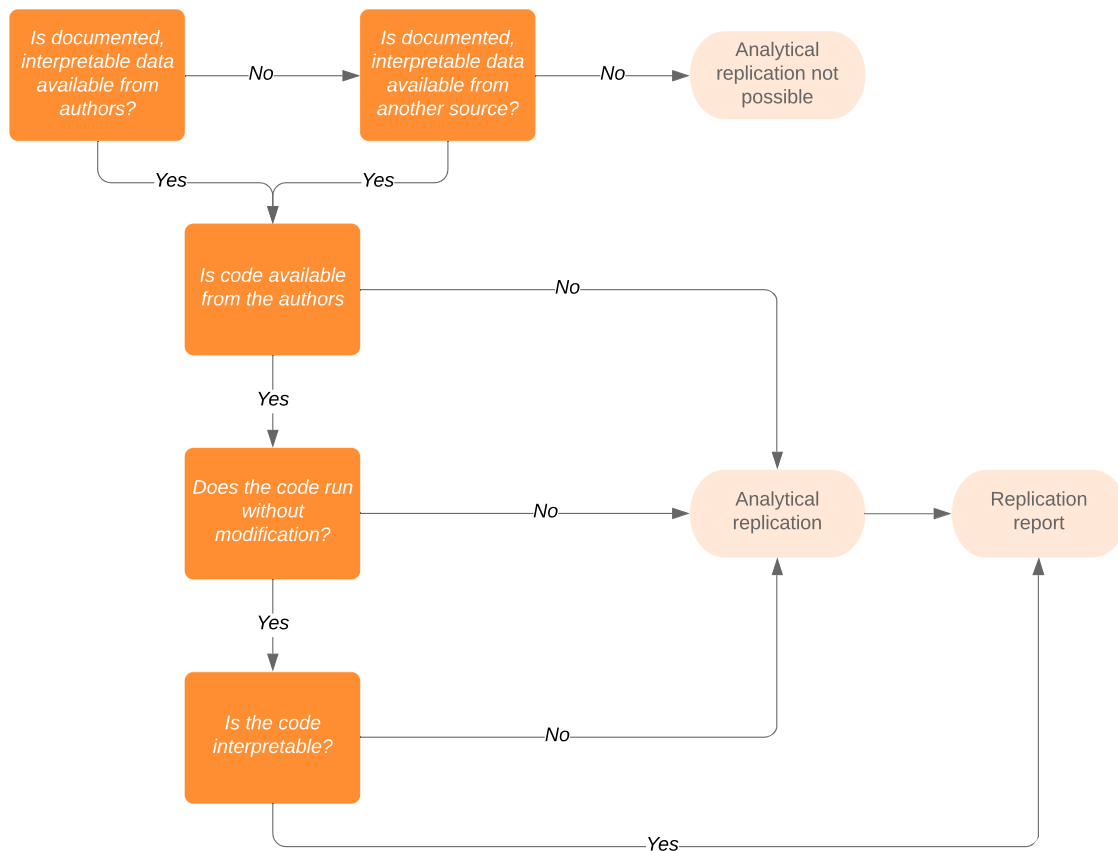 Is documented,
interpretable data
available from
authors?
No
Is documented,
interpretable data
available from
another source?
No
Analytical
replication not
possible
Yes
Yes
Is code available
from the authors
No
Yes
Does the code run
without
modification?
No
Analytical
replication
Replication
report
Yes
Is the code
interpretable?
No
Yes